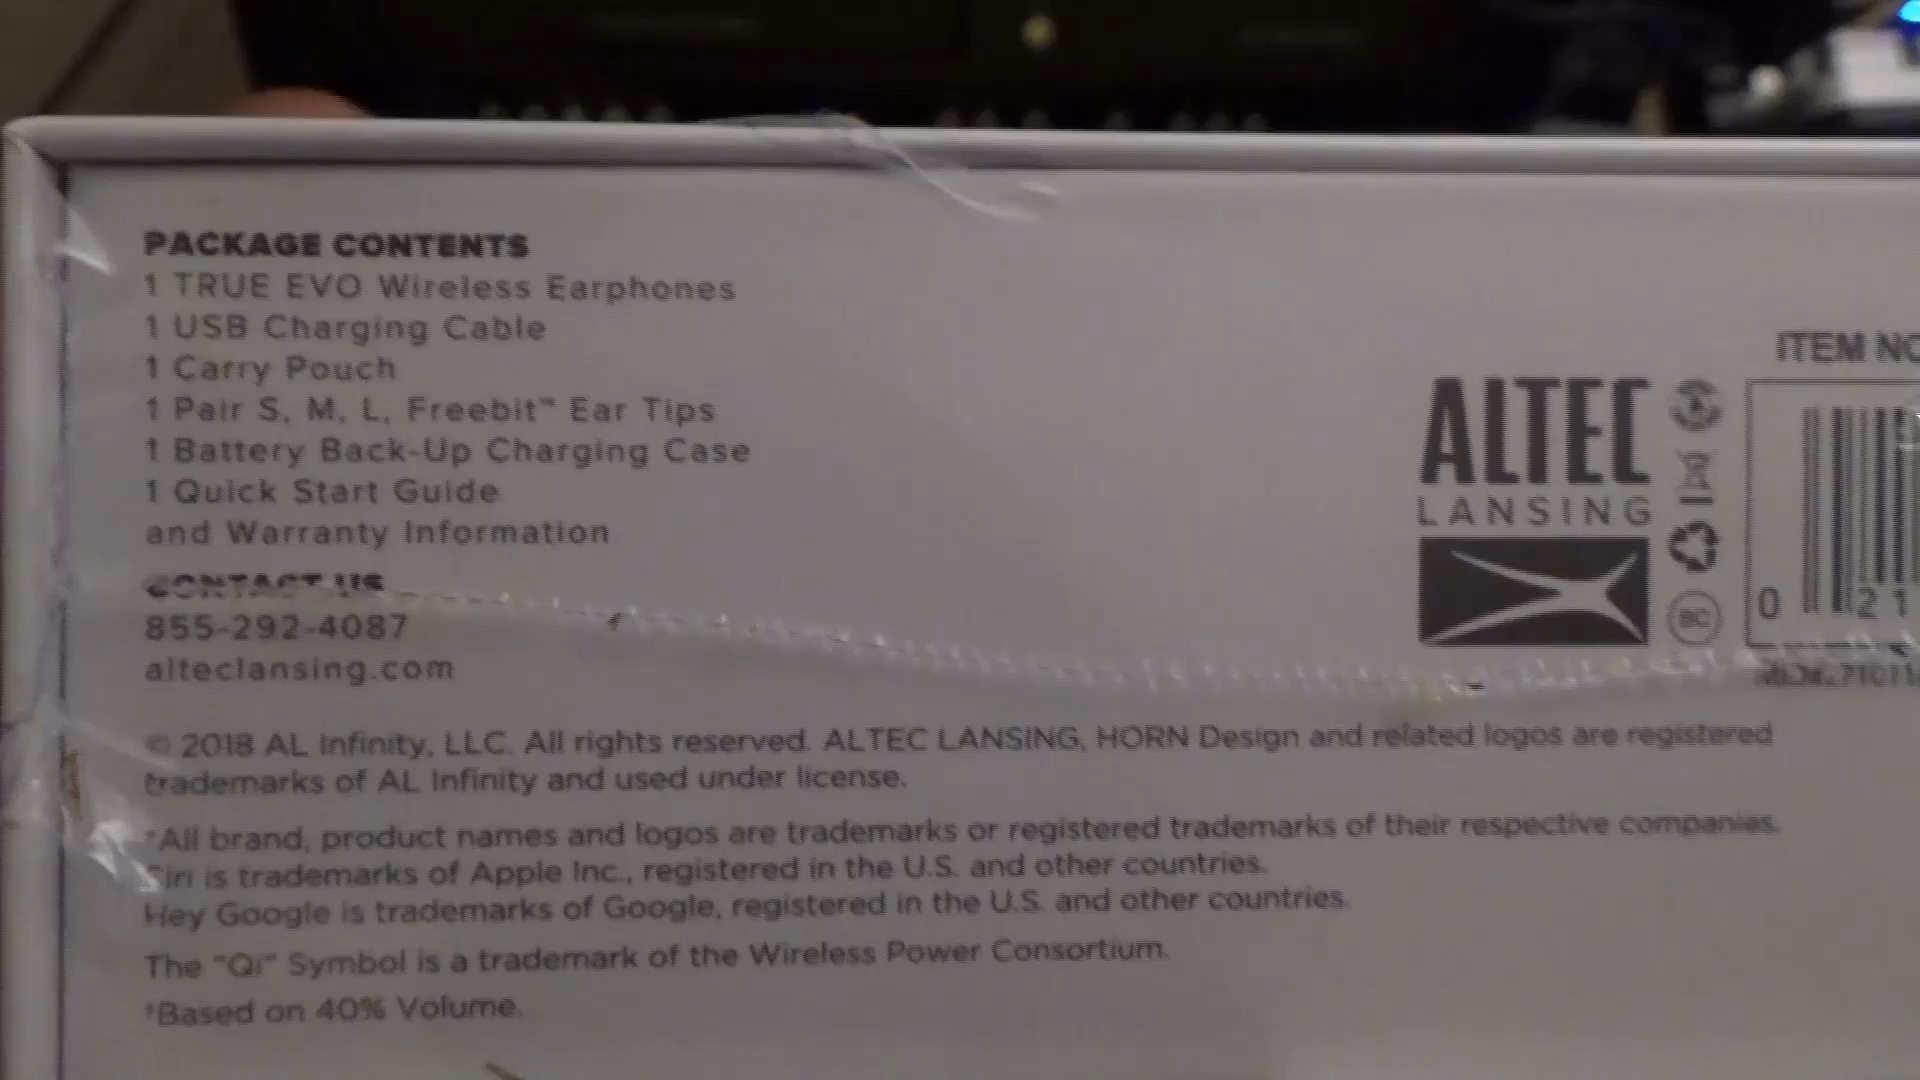 PACKAGE CONTENTS
1 TRUE EVO Wireless Earphones
1 USB Charging Cable
1 Carry Pouch
1 Pair S, M, L, Freebit™ Ear Tips
1 Battery Back-Up Charging Case
1 Quick Start Guide
and Warranty Information
CONTACT US
855-292-4087
alteclansing.com
© 2018 AL Infinity, LLC. All rights reserved. ALTEC LANSING, HORN Design and related logos are registered
trademarks of AL Infinity and used under license.
*All brand, product names and logos are trademarks or registered trademarks of their respective companies.
Siri is trademarks of Apple Inc., registered in the U.S. and other countries.
Hey Google is trademarks of Google, registered in the U.S. and other countries.
The "Qi" Symbol is a trademark of the Wireless Power Consortium.
†Based on 40% Volume.
ALTEC
LANSING
BC
ITEM NO
0 21